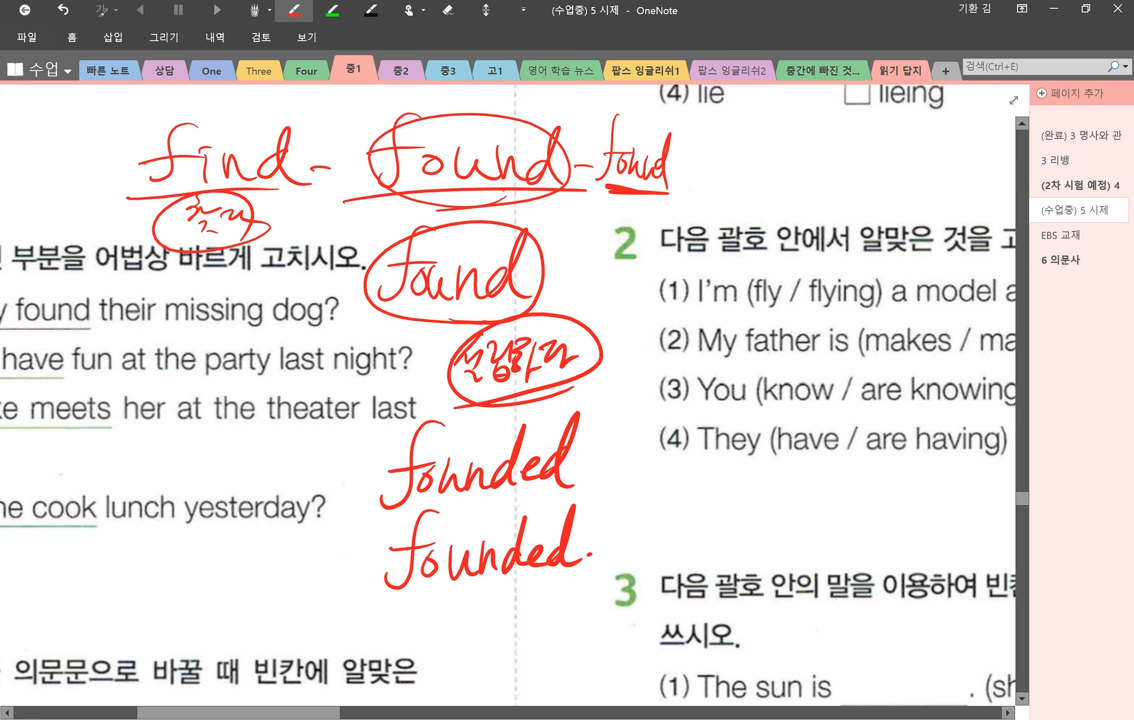 (수업중) 5 시제 - OneNote
기환 김
파일 홈 삽입 그리기 내역 검토 보기
수업 빠른 노트 상담 One Three Four 중1 중2 중3 고1 영어 학습 뉴스 팝스 잉글리쉬1 팝스 잉글리쉬2 중간에 빠진 것... 읽기 답지 +
검색(Ctrl+E)
페이지 추가
(완료) 3 명사와 관
3 리뱅
(2차 시험 예정) 4
(수업중) 5 시제
EBS 교재
6 의문사
(4) lie lieing
find - found - found
찾다
부분을 어법상 바르게 고치시오.
y found their missing dog?
have fun at the party last night?
ke meets her at the theater last
ne cook lunch yesterday?
의문문으로 바꿀 때 빈칸에 알맞은
found
설립하다
founded
founded.
2 다음 괄호 안에서 알맞은 것을 고
(1) I'm (fly / flying) a model a
(2) My father is (makes / ma
(3) You (know / are knowing
(4) They (have / are having)
3 다음 괄호 안의 말을 이용하여 빈칸
쓰시오.
(1) The sun is . (sh